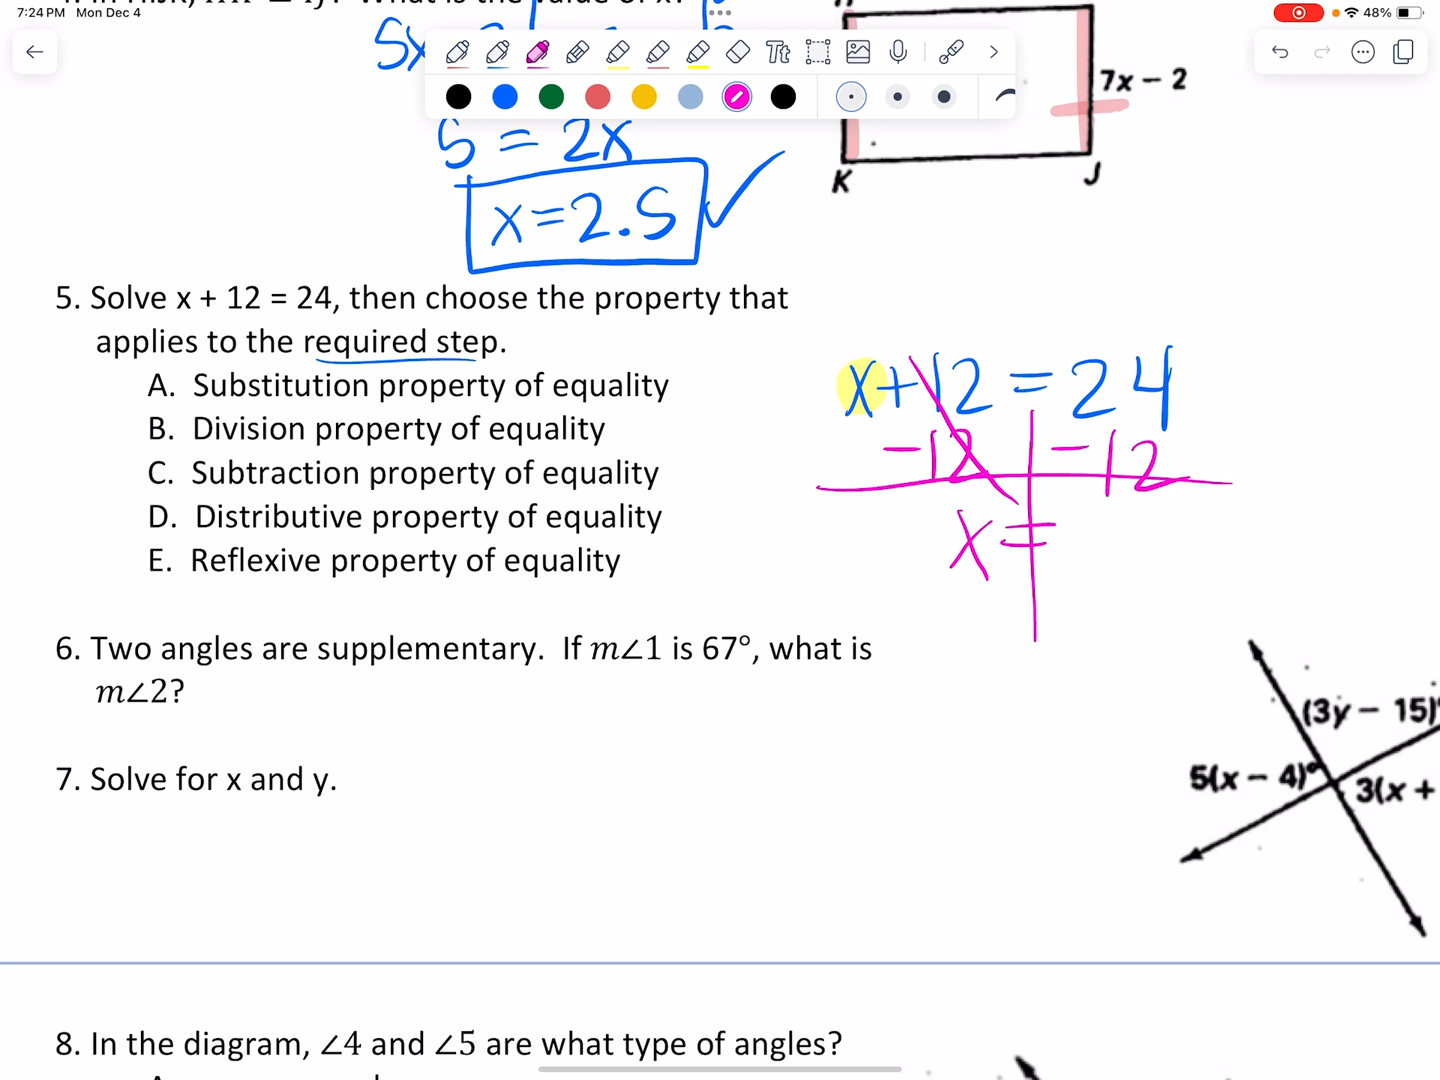 7:24 PM Mon Dec 4
48%
5x
Tt
7x – 2
5 = 2x
K
J
x = 2.5 ✓
5. Solve x + 12 = 24, then choose the property that
applies to the required step.
A. Substitution property of equality
B. Division property of equality
C. Subtraction property of equality
D. Distributive property of equality
E. Reflexive property of equality
x + 12 = 24
-12 -12
x =
6. Two angles are supplementary. If m∠1 is 67°, what is
m∠2?
(3y – 15)°
5(x – 4)°
3(x +
7. Solve for x and y.
8. In the diagram, ∠4 and ∠5 are what type of angles?